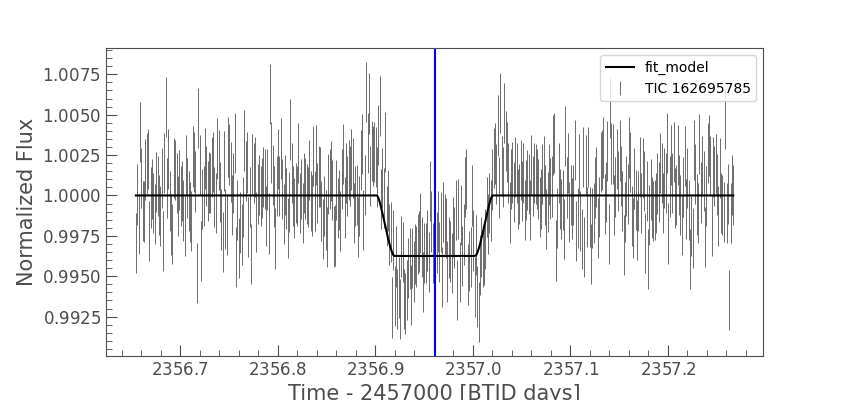 fit_model
TIC 162695785
Normalized Flux
1.0075
1.0050
1.0025
1.0000
0.9975
0.9950
0.9925
2356.7 2356.8 2356.9 2357.0 2357.1 2357.2
Time - 2457000 [BTJD days]